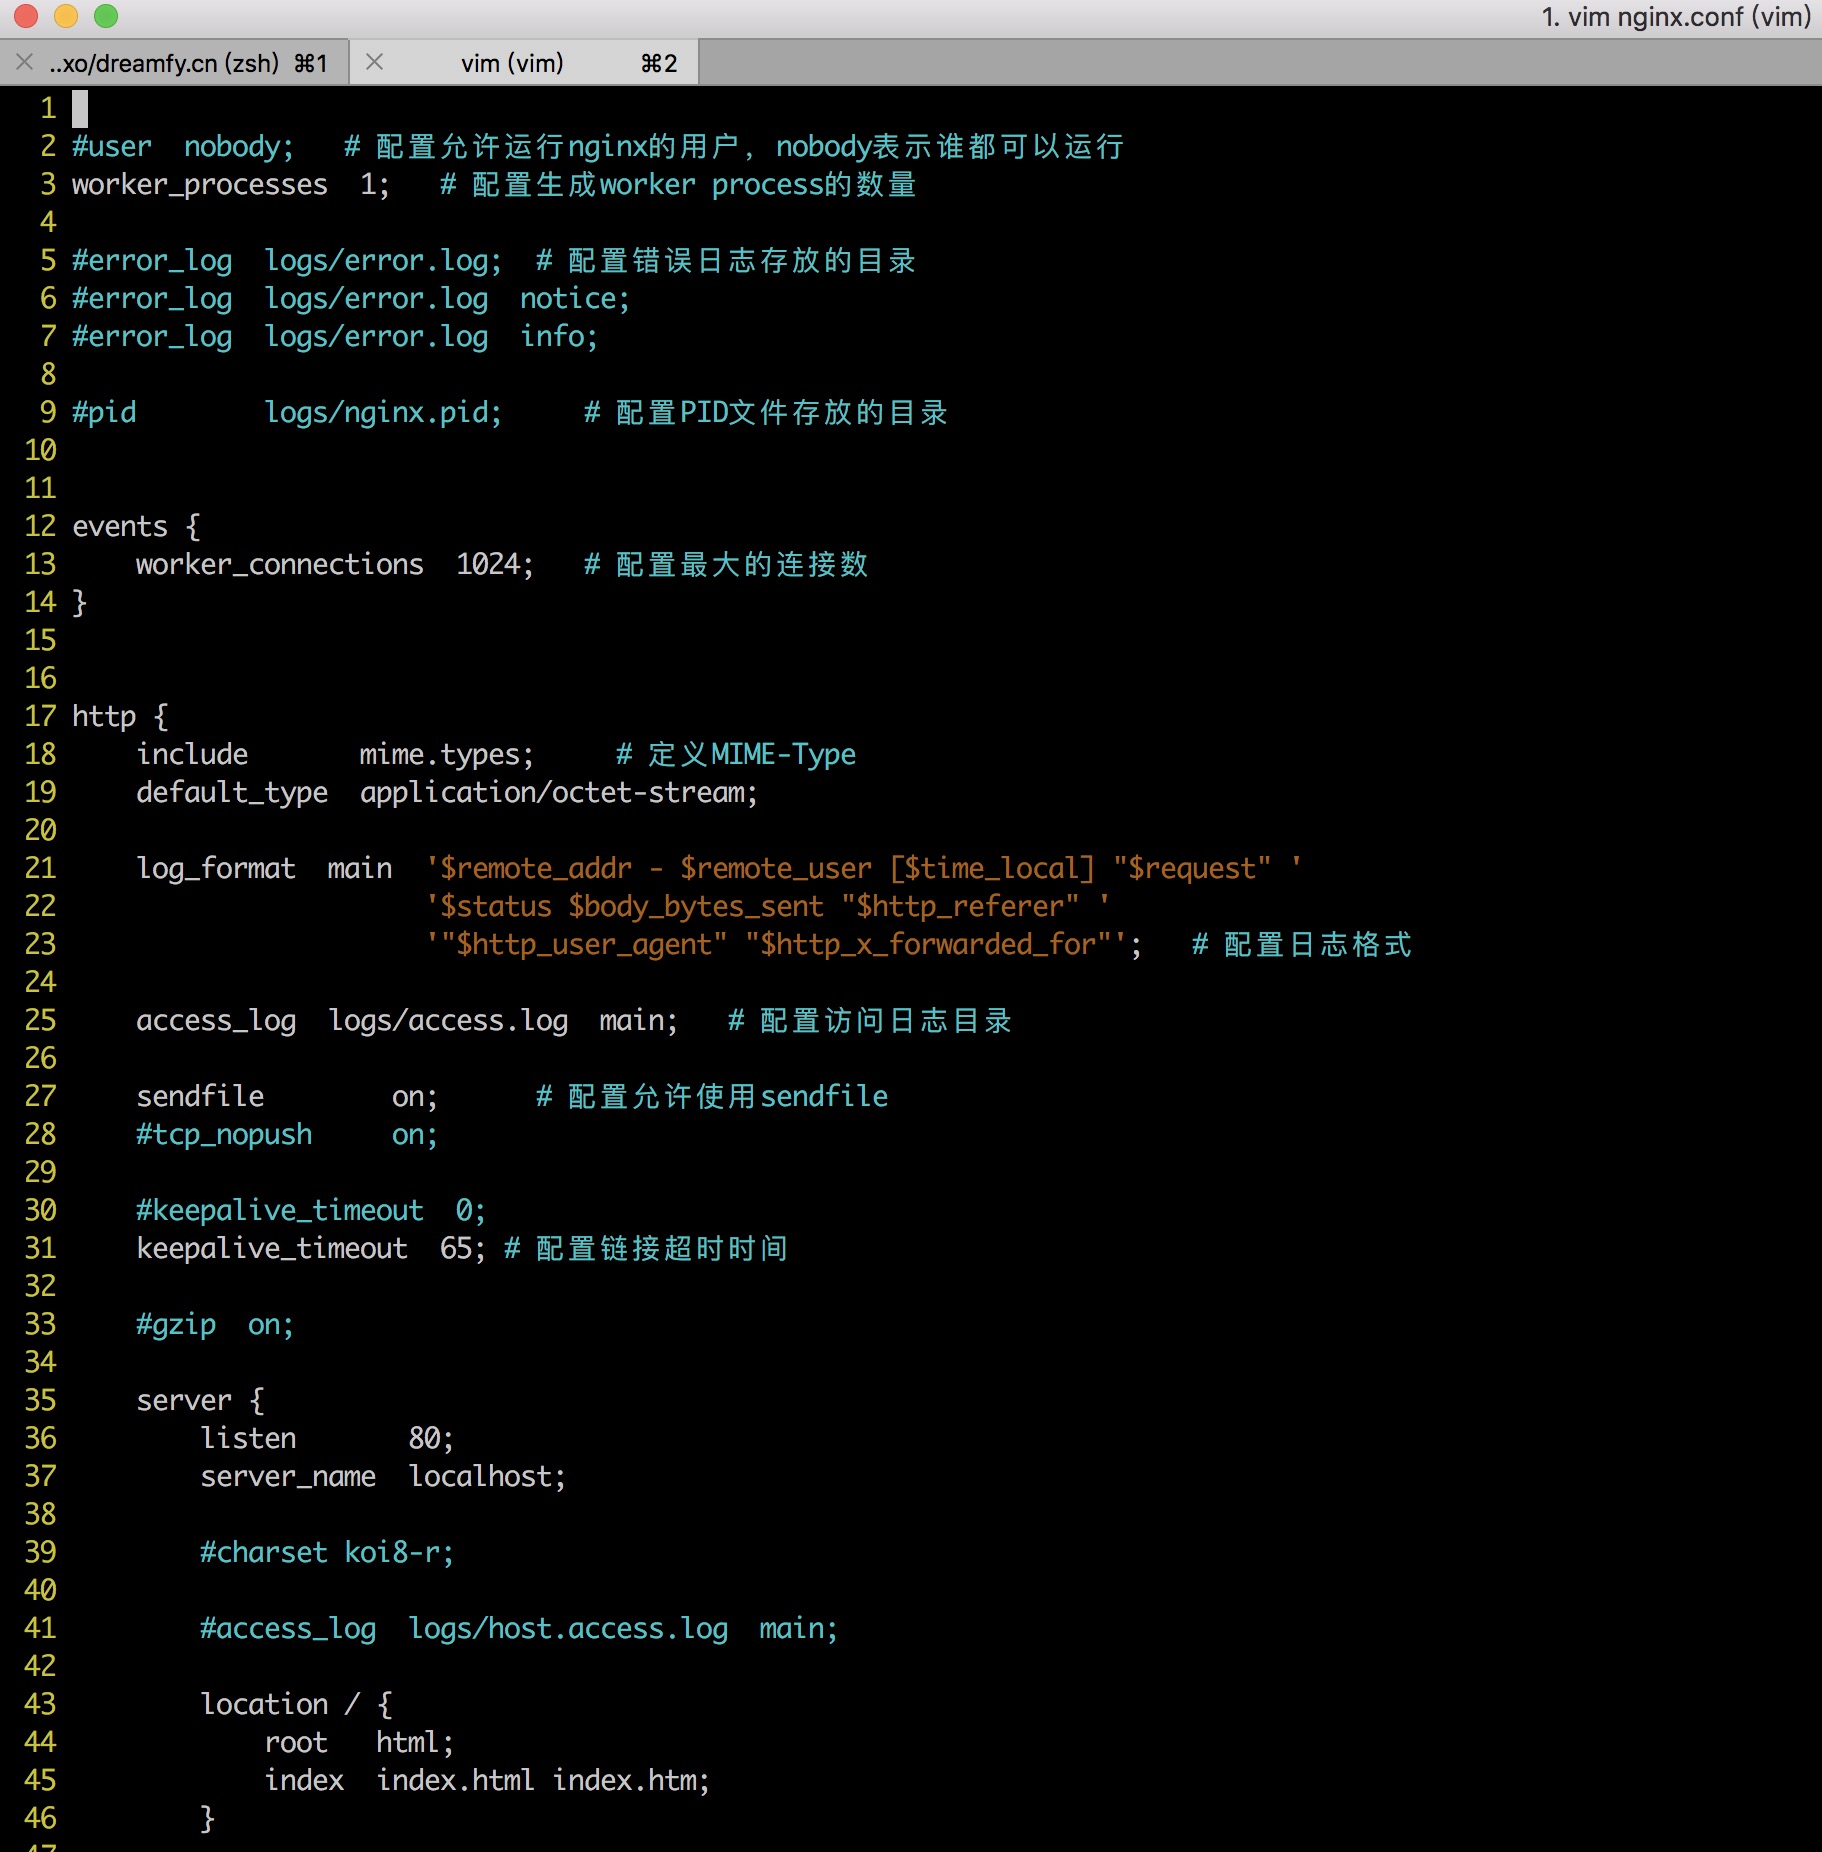 1. vim nginx.conf (vim)
..xo/dreamfy.cn (zsh) ⌘1 vim (vim) ⌘2
1
2 #user  nobody;   # 配置允许运行nginx的用户, nobody表示谁都可以运行
3 worker_processes  1;   # 配置生成worker process的数量
4
5 #error_log  logs/error.log;  # 配置错误日志存放的目录
6 #error_log  logs/error.log  notice;
7 #error_log  logs/error.log  info;
8
9 #pid        logs/nginx.pid;     # 配置PID文件存放的目录
10
11
12 events {
13     worker_connections  1024;   # 配置最大的连接数
14 }
15
16
17 http {
18     include       mime.types;     # 定义MIME-Type
19     default_type  application/octet-stream;
20
21     log_format  main  '$remote_addr - $remote_user [$time_local] "$request" '
22                       '$status $body_bytes_sent "$http_referer" '
23                       '"$http_user_agent" "$http_x_forwarded_for"';   # 配置日志格式
24
25     access_log  logs/access.log  main;   # 配置访问日志目录
26
27     sendfile        on;      # 配置允许使用sendfile
28     #tcp_nopush     on;
29
30     #keepalive_timeout  0;
31     keepalive_timeout  65; # 配置链接超时时间
32
33     #gzip  on;
34
35     server {
36         listen       80;
37         server_name  localhost;
38
39         #charset koi8-r;
40
41         #access_log  logs/host.access.log  main;
42
43         location / {
44             root   html;
45             index  index.html index.htm;
46         }
47